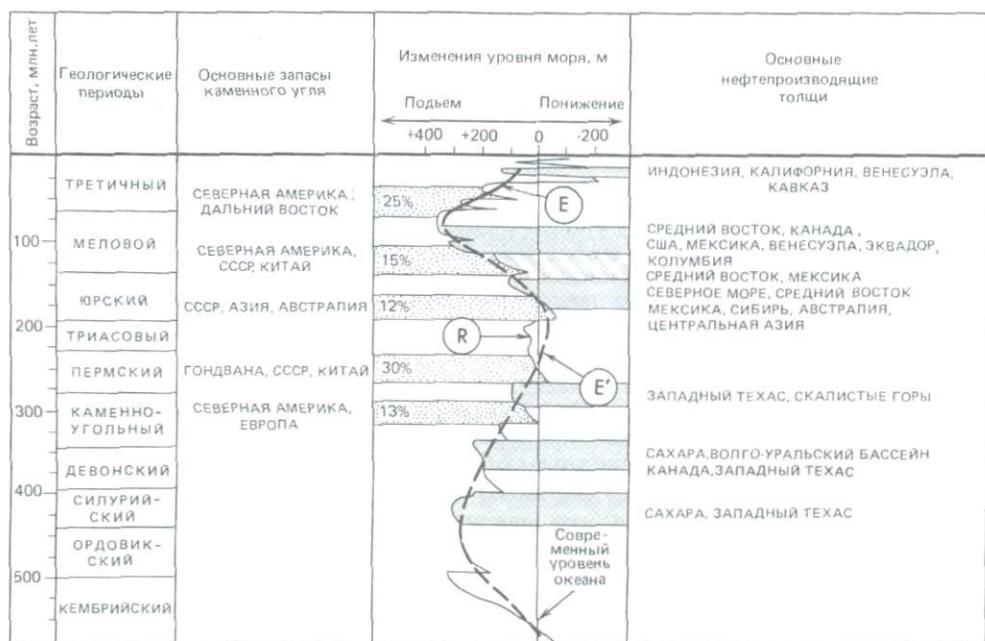 Возраст, млн.лет
Геологические
периоды
Основные запасы
каменного угля
Изменения уровня моря, м
Подъем
Понижение
+400 +200 0 -200
Основные
нефтепроизводящие
толщи
100
200
300
400
500
ТРЕТИЧНЫЙ
МЕЛОВОЙ
ЮРСКИЙ
ТРИАСОВЫЙ
ПЕРМСКИЙ
КАМЕННО-
УГОЛЬНЫЙ
ДЕВОНСКИЙ
СИЛУРИЙ-
СКИЙ
ОРДОВИК-
СКИЙ
КЕМБРИЙСКИЙ
СЕВЕРНАЯ АМЕРИКА,
ДАЛЬНИЙ ВОСТОК
СЕВЕРНАЯ АМЕРИКА,
СССР, КИТАЙ
СССР, АЗИЯ, АВСТРАЛИЯ
ГОНДВАНА, СССР, КИТАЙ
СЕВЕРНАЯ АМЕРИКА,
ЕВРОПА
25%
15%
12%
30%
13%
E
R
E'
Совре-
менный
уровень
океана
ИНДОНЕЗИЯ, КАЛИФОРНИЯ, ВЕНЕСУЭЛА,
КАВКАЗ
СРЕДНИЙ ВОСТОК, КАНАДА,
США, МЕКСИКА, ВЕНЕСУЭЛА, ЭКВАДОР,
КОЛУМБИЯ
СРЕДНИЙ ВОСТОК, МЕКСИКА
СЕВЕРНОЕ МОРЕ, СРЕДНИЙ ВОСТОК
МЕКСИКА, СИБИРЬ, АВСТРАЛИЯ,
ЦЕНТРАЛЬНАЯ АЗИЯ
ЗАПАДНЫЙ ТЕХАС, СКАЛИСТЫЕ ГОРЫ
САХАРА,ВОЛГО-УРАЛЬСКИЙ БАССЕЙН
КАНАДА,ЗАПАДНЫЙ ТЕХАС
САХАРА, ЗАПАДНЫЙ ТЕХАС